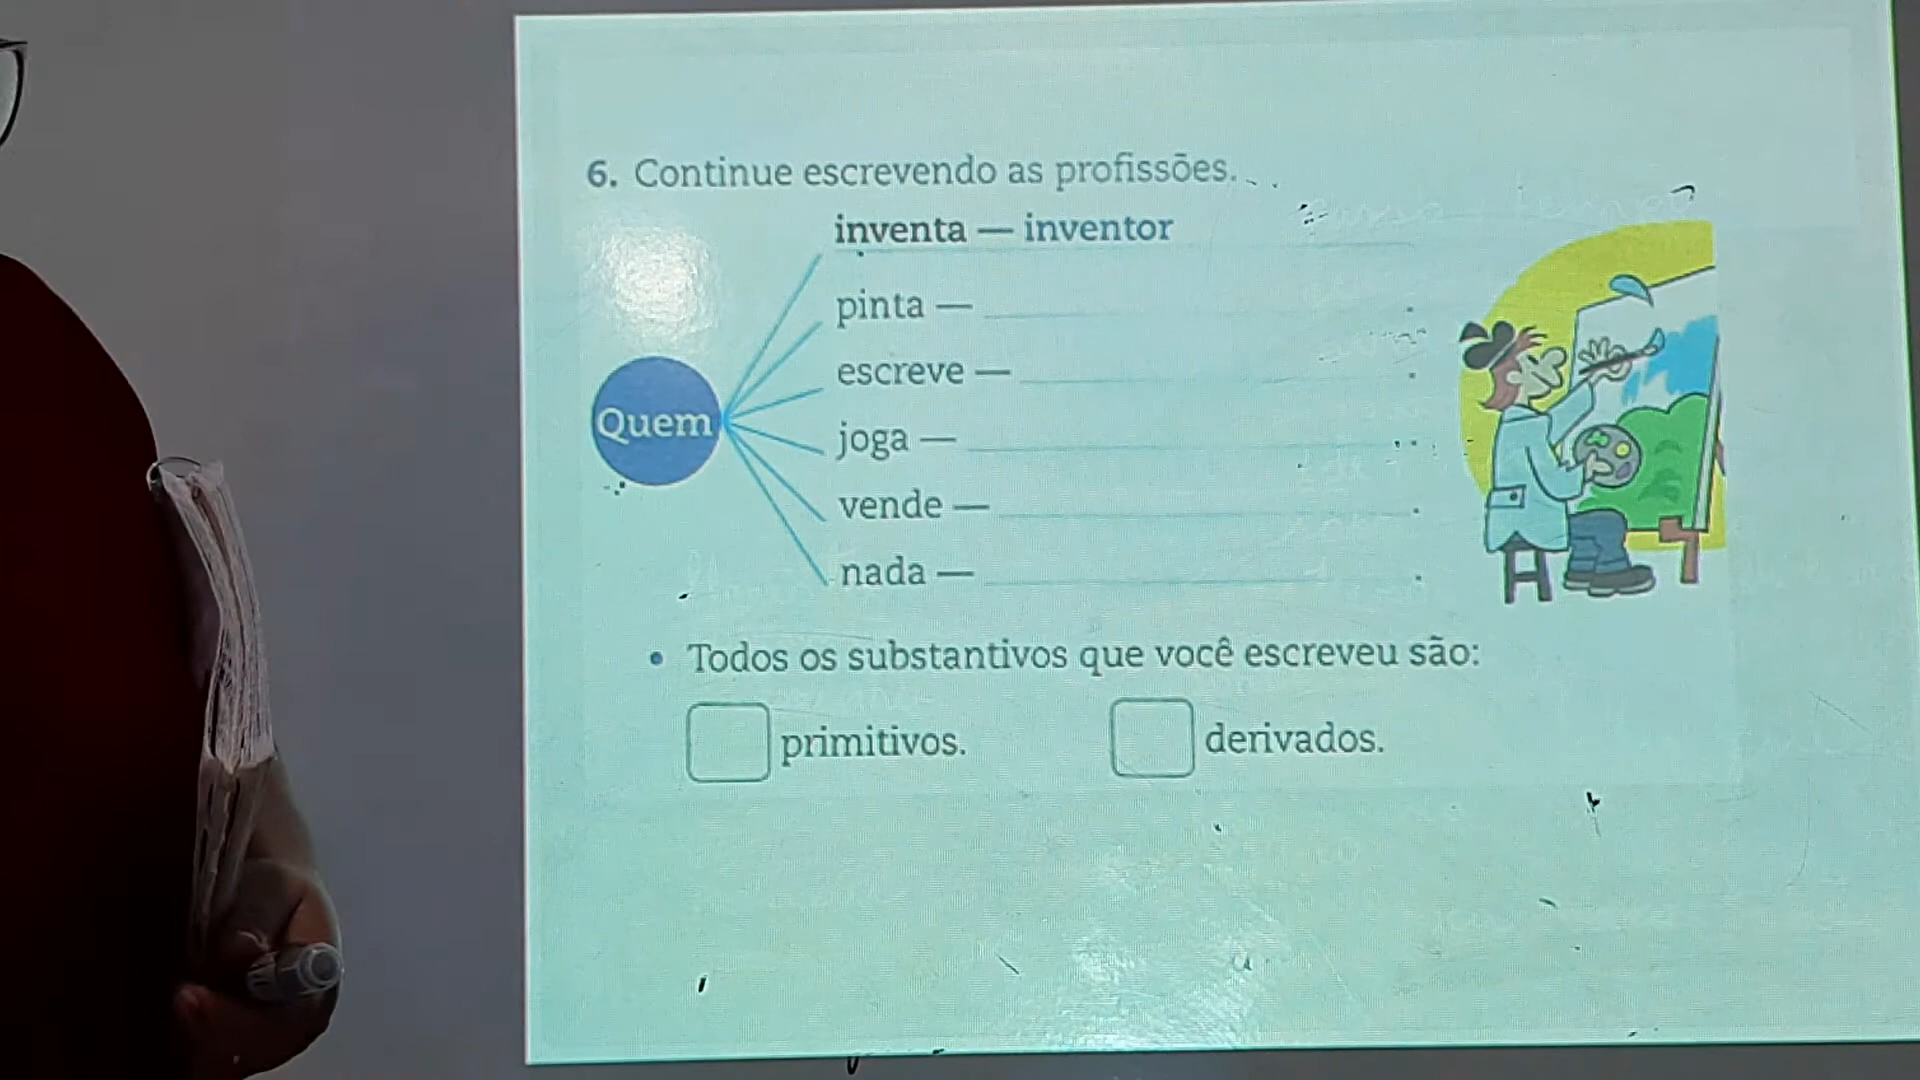 6. Continue escrevendo as profissões.
inventa — inventor
pinta — .
escreve — .
Quem
joga — .
vende — .
nada — .
• Todos os substantivos que você escreveu são:
primitivos. derivados.